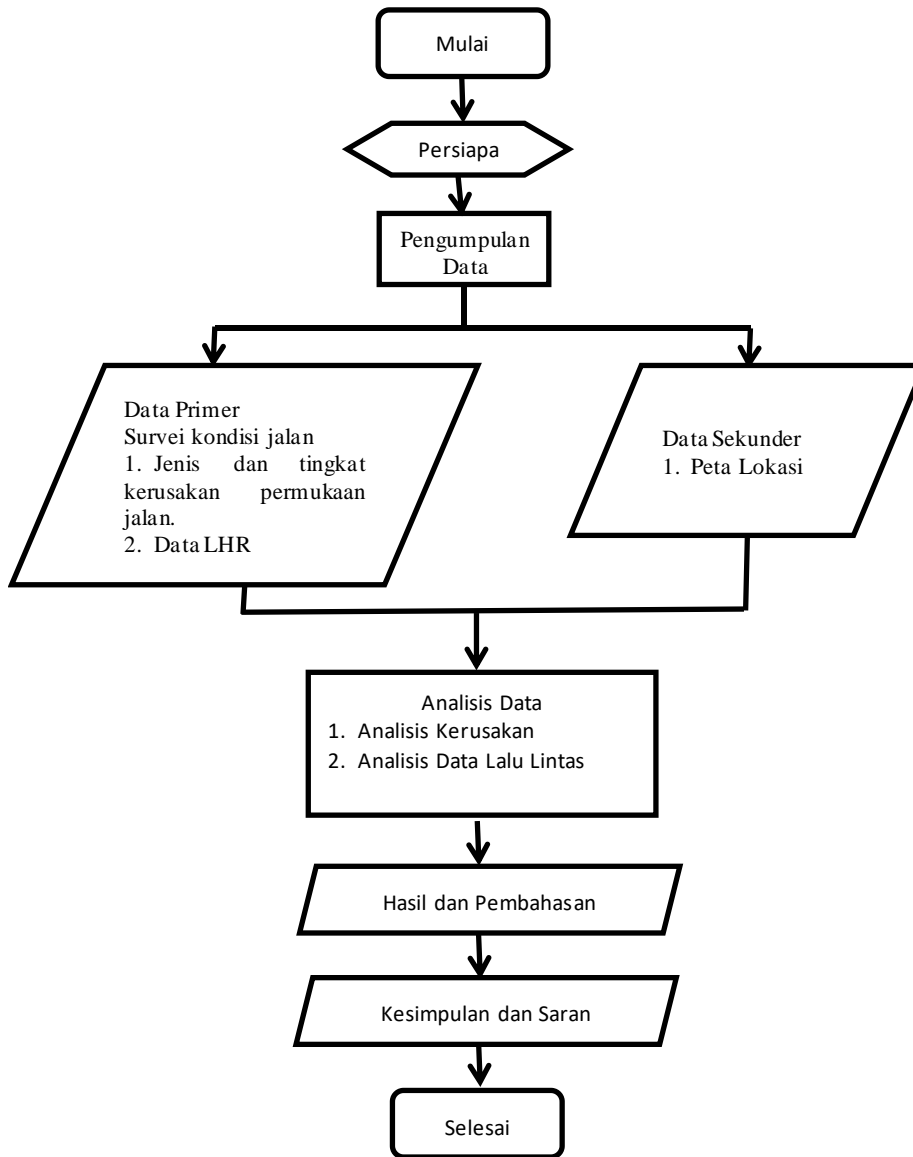 Mulai
Persiapa
Pengumpulan
Data
Data Primer
Survei kondisi jalan
1. Jenis dan tingkat
kerusakan permukaan
jalan.
2. Data LHR
Data Sekunder
1. Peta Lokasi
Analisis Data
1. Analisis Kerusakan
2. Analisis Data Lalu Lintas
Hasil dan Pembahasan
Kesimpulan dan Saran
Selesai